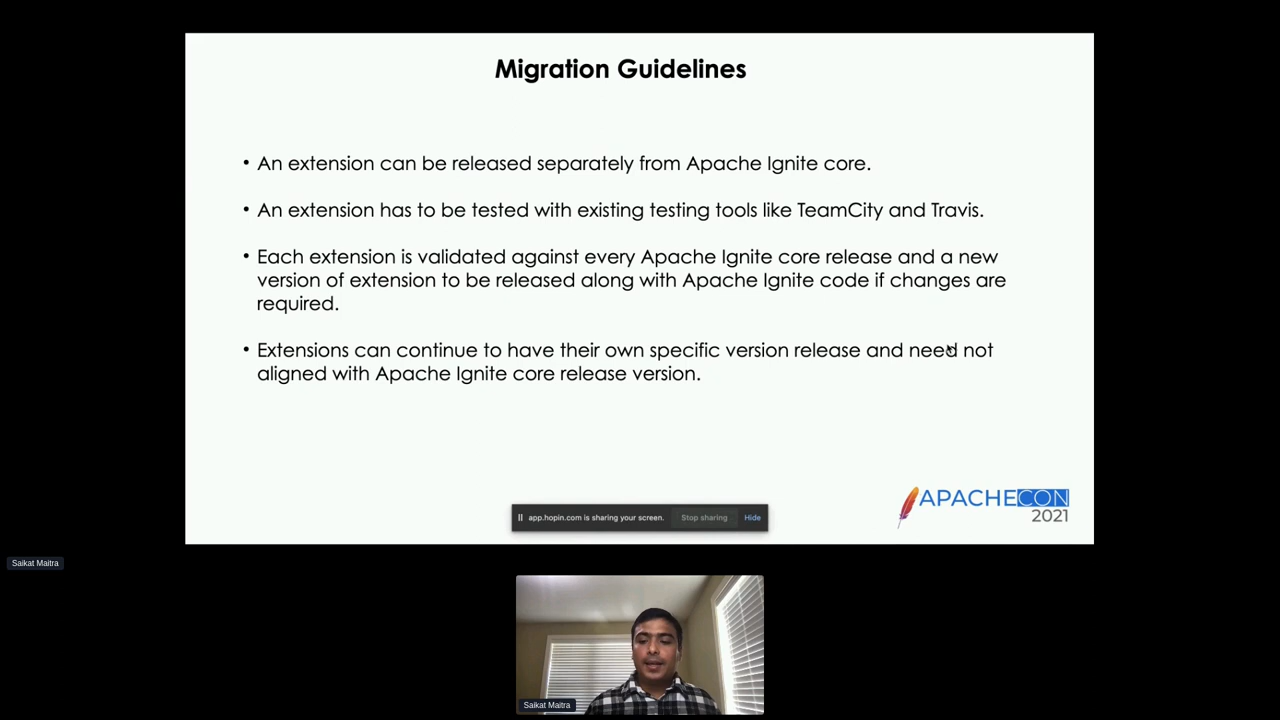 Migration Guidelines
• An extension can be released separately from Apache Ignite core.
• An extension has to be tested with existing testing tools like TeamCity and Travis.
• Each extension is validated against every Apache Ignite core release and a new
version of extension to be released along with Apache Ignite code if changes are
required.
• Extensions can continue to have their own specific version release and need not
aligned with Apache Ignite core release version.
APACHECON
2021
app.hopin.com is sharing your screen. Stop sharing Hide
Saikat Maitra
Saikat Maitra